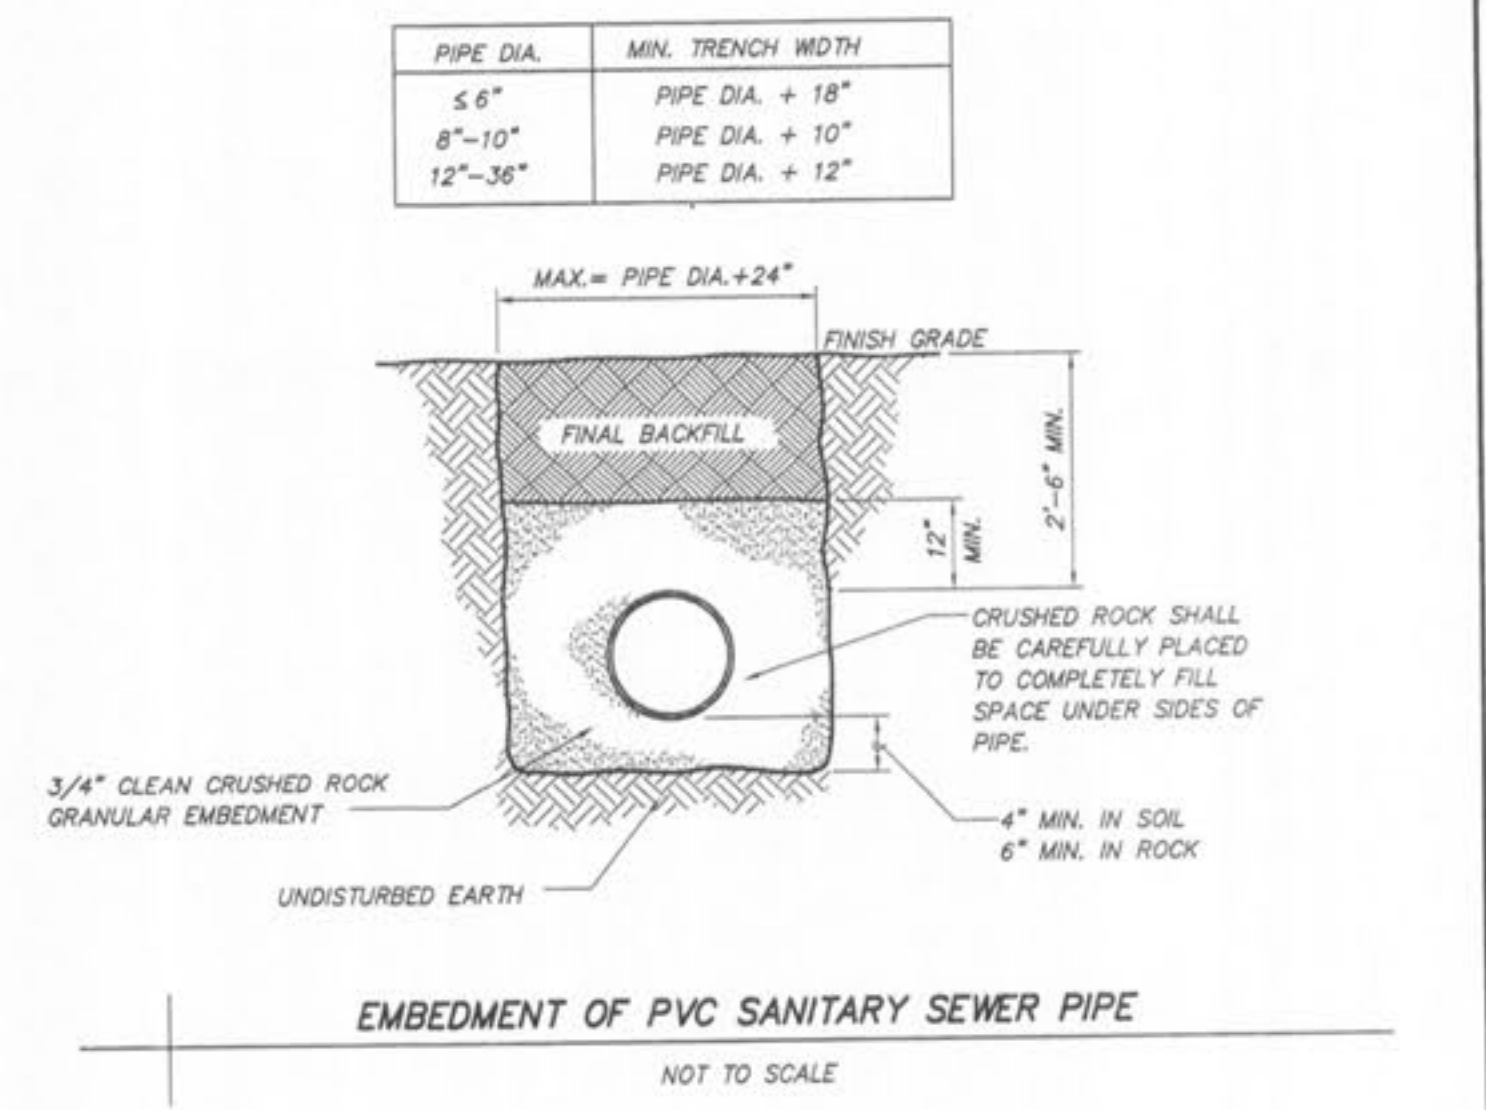 PIPE DIA. MIN. TRENCH WIDTH
≤ 6" PIPE DIA. + 18"
8"-10" PIPE DIA. + 10"
12"-36" PIPE DIA. + 12"
MAX.= PIPE DIA.+24"
FINISH GRADE
FINAL BACKFILL
12"
MIN.
2'-6" MIN.
CRUSHED ROCK SHALL
BE CAREFULLY PLACED
TO COMPLETELY FILL
SPACE UNDER SIDES OF
PIPE.
3/4" CLEAN CRUSHED ROCK
GRANULAR EMBEDMENT
4" MIN. IN SOIL
6" MIN. IN ROCK
UNDISTURBED EARTH
EMBEDMENT OF PVC SANITARY SEWER PIPE
NOT TO SCALE